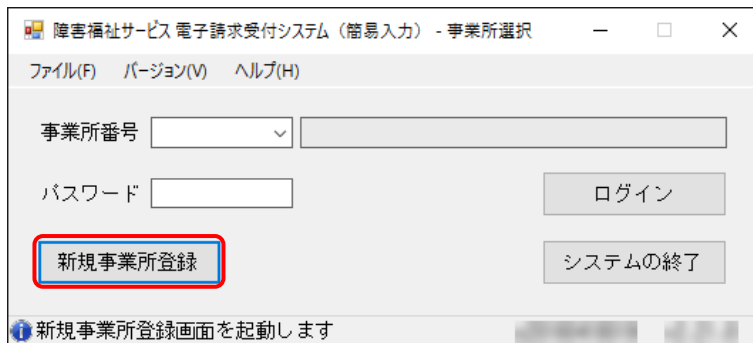 障害福祉サービス 電子請求受付システム（簡易入力） - 事業所選択
ファイル(F) バージョン(V) ヘルプ(H)
事業所番号
パスワード ログイン
新規事業所登録 システムの終了
新規事業所登録画面を起動します